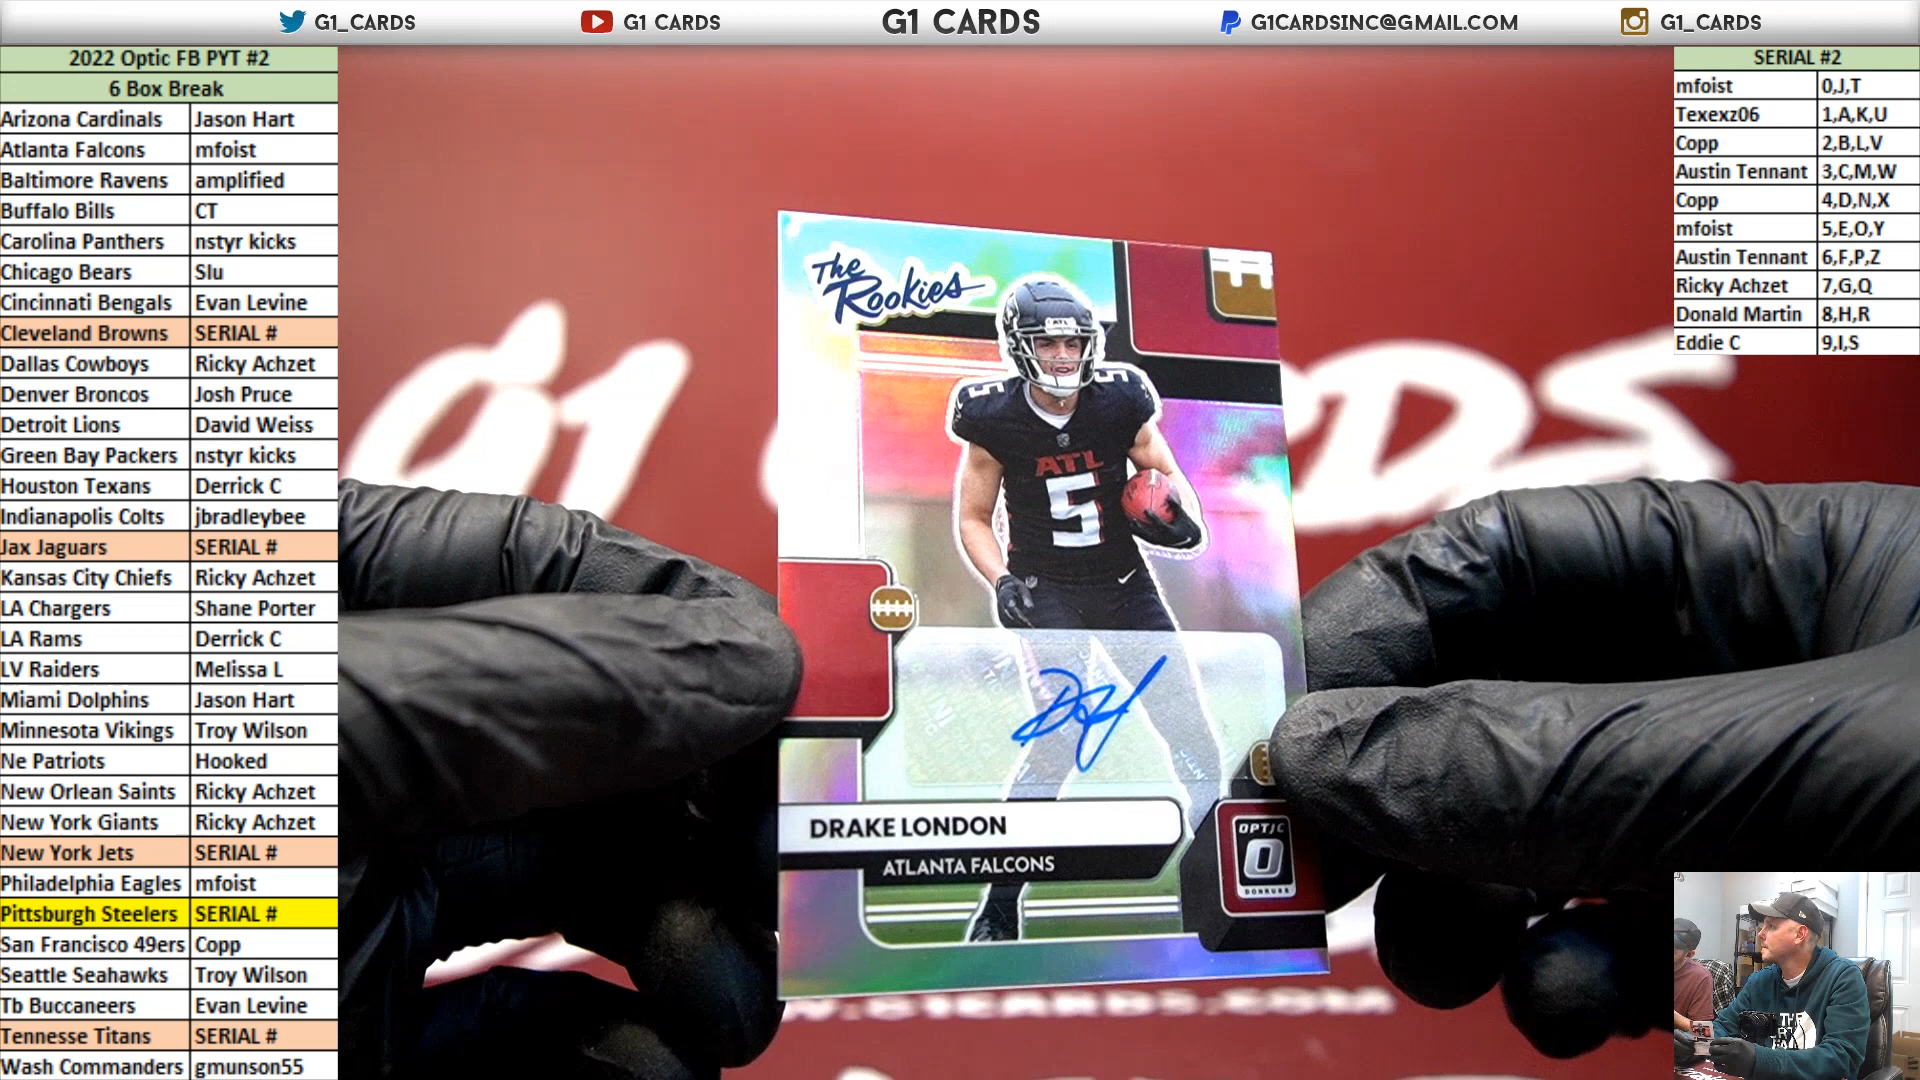 G1_CARDS
G1 CARDS
G1 CARDS
G1CARDSINC@GMAIL.COM
G1_CARDS
2022 Optic FB PYT #2
6 Box Break
Arizona Cardinals Jason Hart
Atlanta Falcons mfoist
Baltimore Ravens amplified
Buffalo Bills CT
Carolina Panthers nstyr kicks
Chicago Bears Slu
Cincinnati Bengals Evan Levine
Cleveland Browns SERIAL #
Dallas Cowboys Ricky Achzet
Denver Broncos Josh Pruce
Detroit Lions David Weiss
Green Bay Packers nstyr kicks
Houston Texans Derrick C
Indianapolis Colts jbradleybee
Jax Jaguars SERIAL #
Kansas City Chiefs Ricky Achzet
LA Chargers Shane Porter
LA Rams Derrick C
LV Raiders Melissa L
Miami Dolphins Jason Hart
Minnesota Vikings Troy Wilson
Ne Patriots Hooked
New Orlean Saints Ricky Achzet
New York Giants Ricky Achzet
New York Jets SERIAL #
Philadelphia Eagles mfoist
Pittsburgh Steelers SERIAL #
San Francisco 49ers Copp
Seattle Seahawks Troy Wilson
Tb Buccaneers Evan Levine
Tennesse Titans SERIAL #
Wash Commanders gmunson55
The
Rookies
ATL
5
5
ATL
5
DRAKE LONDON
ATLANTA FALCONS
OPTIC
DONRUSS
G1
RDS
.G1CARDS.COM
SERIAL #2
mfoist 0,J,T
Texexz06 1,A,K,U
Copp 2,B,L,V
Austin Tennant 3,C,M,W
Copp 4,D,N,X
mfoist 5,E,O,Y
Austin Tennant 6,F,P,Z
Ricky Achzet 7,G,Q
Donald Martin 8,H,R
Eddie C 9,I,S